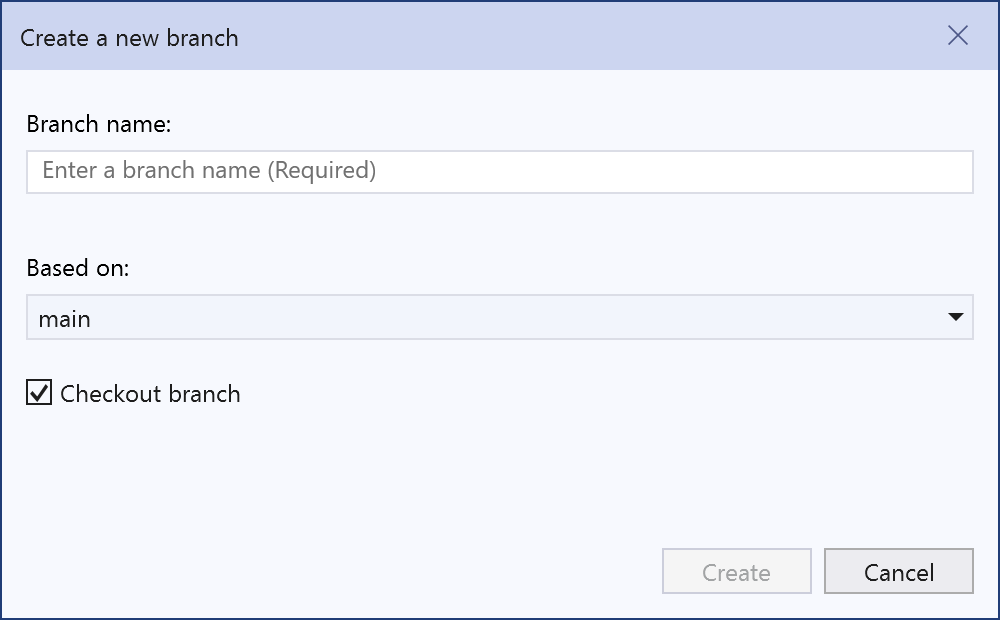 Create a new branch
Branch name:
Enter a branch name (Required)
Based on:
main
Checkout branch
Create
Cancel